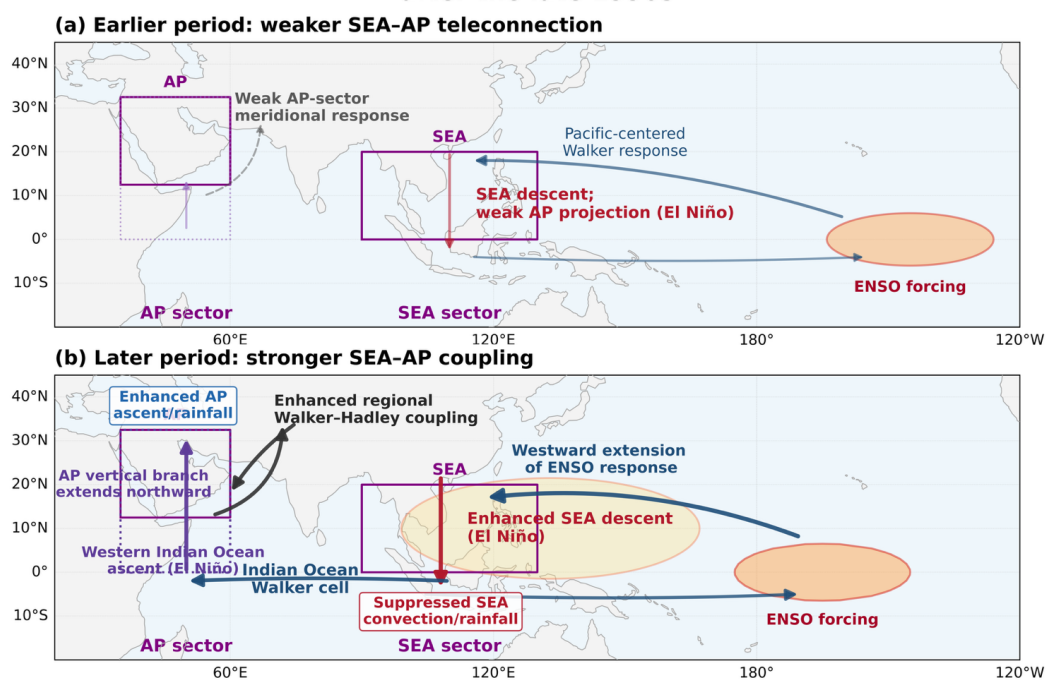 (a) Earlier period: weaker SEA–AP teleconnection
40°N
30°N
20°N
10°N
0°
10°S
AP
Weak AP-sector
meridional response
SEA
Pacific-centered
Walker response
SEA descent;
weak AP projection (El Niño)
ENSO forcing
AP sector
SEA sector
60°E
120°E
180°
120°W
(b) Later period: stronger SEA–AP coupling
40°N
30°N
20°N
10°N
0°
10°S
Enhanced AP
ascent/rainfall
Enhanced regional
Walker–Hadley coupling
AP vertical branch
extends northward
SEA
Westward extension
of ENSO response
Enhanced SEA descent
(El Niño)
Western Indian Ocean
ascent (El Niño)
Indian Ocean
Walker cell
Suppressed SEA
convection/rainfall
ENSO forcing
AP sector
SEA sector
60°E
120°E
180°
120°W